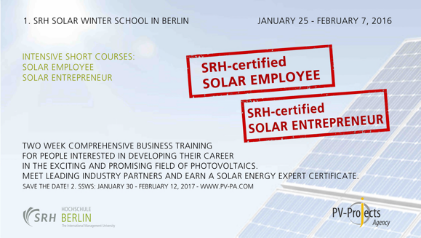 1. SRH SOLAR WINTER SCHOOL IN BERLIN
JANUARY 25 - FEBRUARY 7, 2016
INTENSIVE SHORT COURSES:
SOLAR EMPLOYEE
SOLAR ENTREPRENEUR
SRH-certified
SOLAR EMPLOYEE
SRH-certified
SOLAR ENTREPRENEUR
TWO WEEK COMPREHENSIVE BUSINESS TRAINING
FOR PEOPLE INTERESTED IN DEVELOPING THEIR CAREER
IN THE EXCITING AND PROMISING FIELD OF PHOTOVOLTAICS.
MEET LEADING INDUSTRY PARTNERS AND EARN A SOLAR ENERGY EXPERT CERTIFICATE.
SAVE THE DATE! 2. SSWS: JANUARY 30 - FEBRUARY 12, 2017 - WWW.PV-PA.COM
SRH
HOCHSCHULE
BERLIN
The International Management University
PV-Projects
Agency